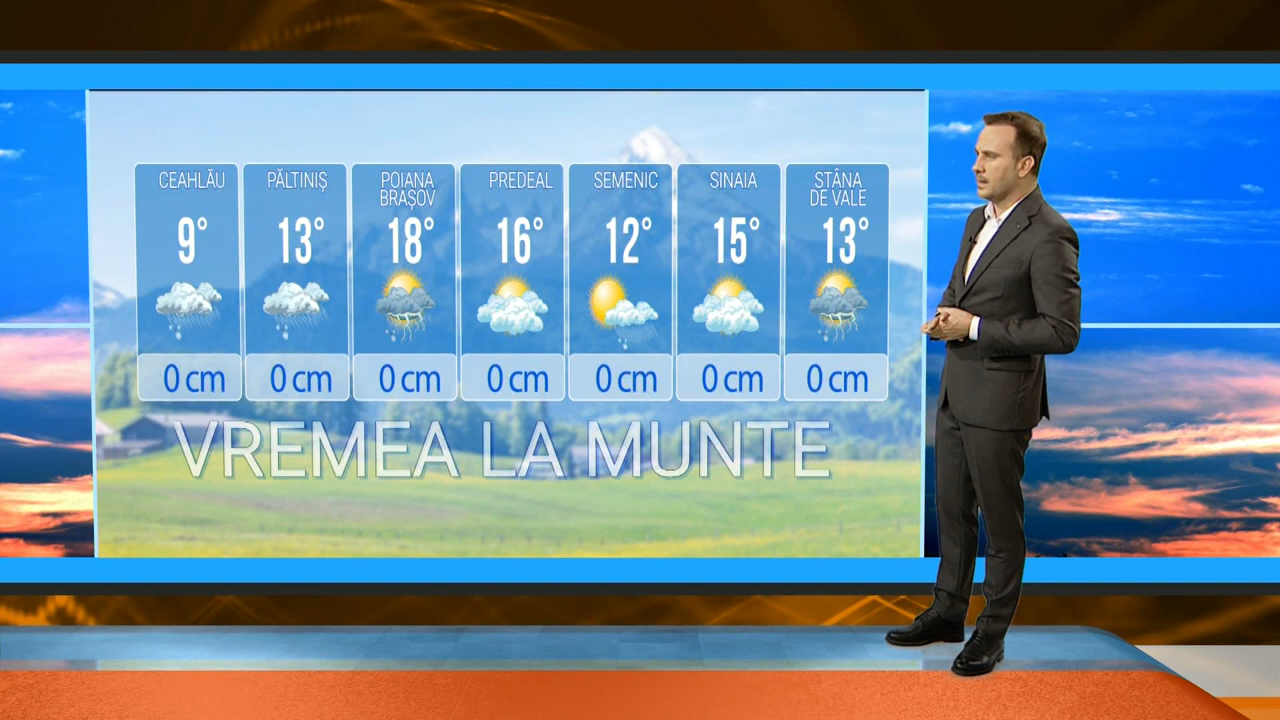 CEAHLĂU
9°
0 cm
PĂLTINIȘ
13°
0 cm
POIANA
BRAȘOV
18°
0 cm
PREDEAL
16°
0 cm
SEMENIC
12°
0 cm
SINAIA
15°
0 cm
STÂNA
DE VALE
13°
0 cm
VREMEA LA MUNTE